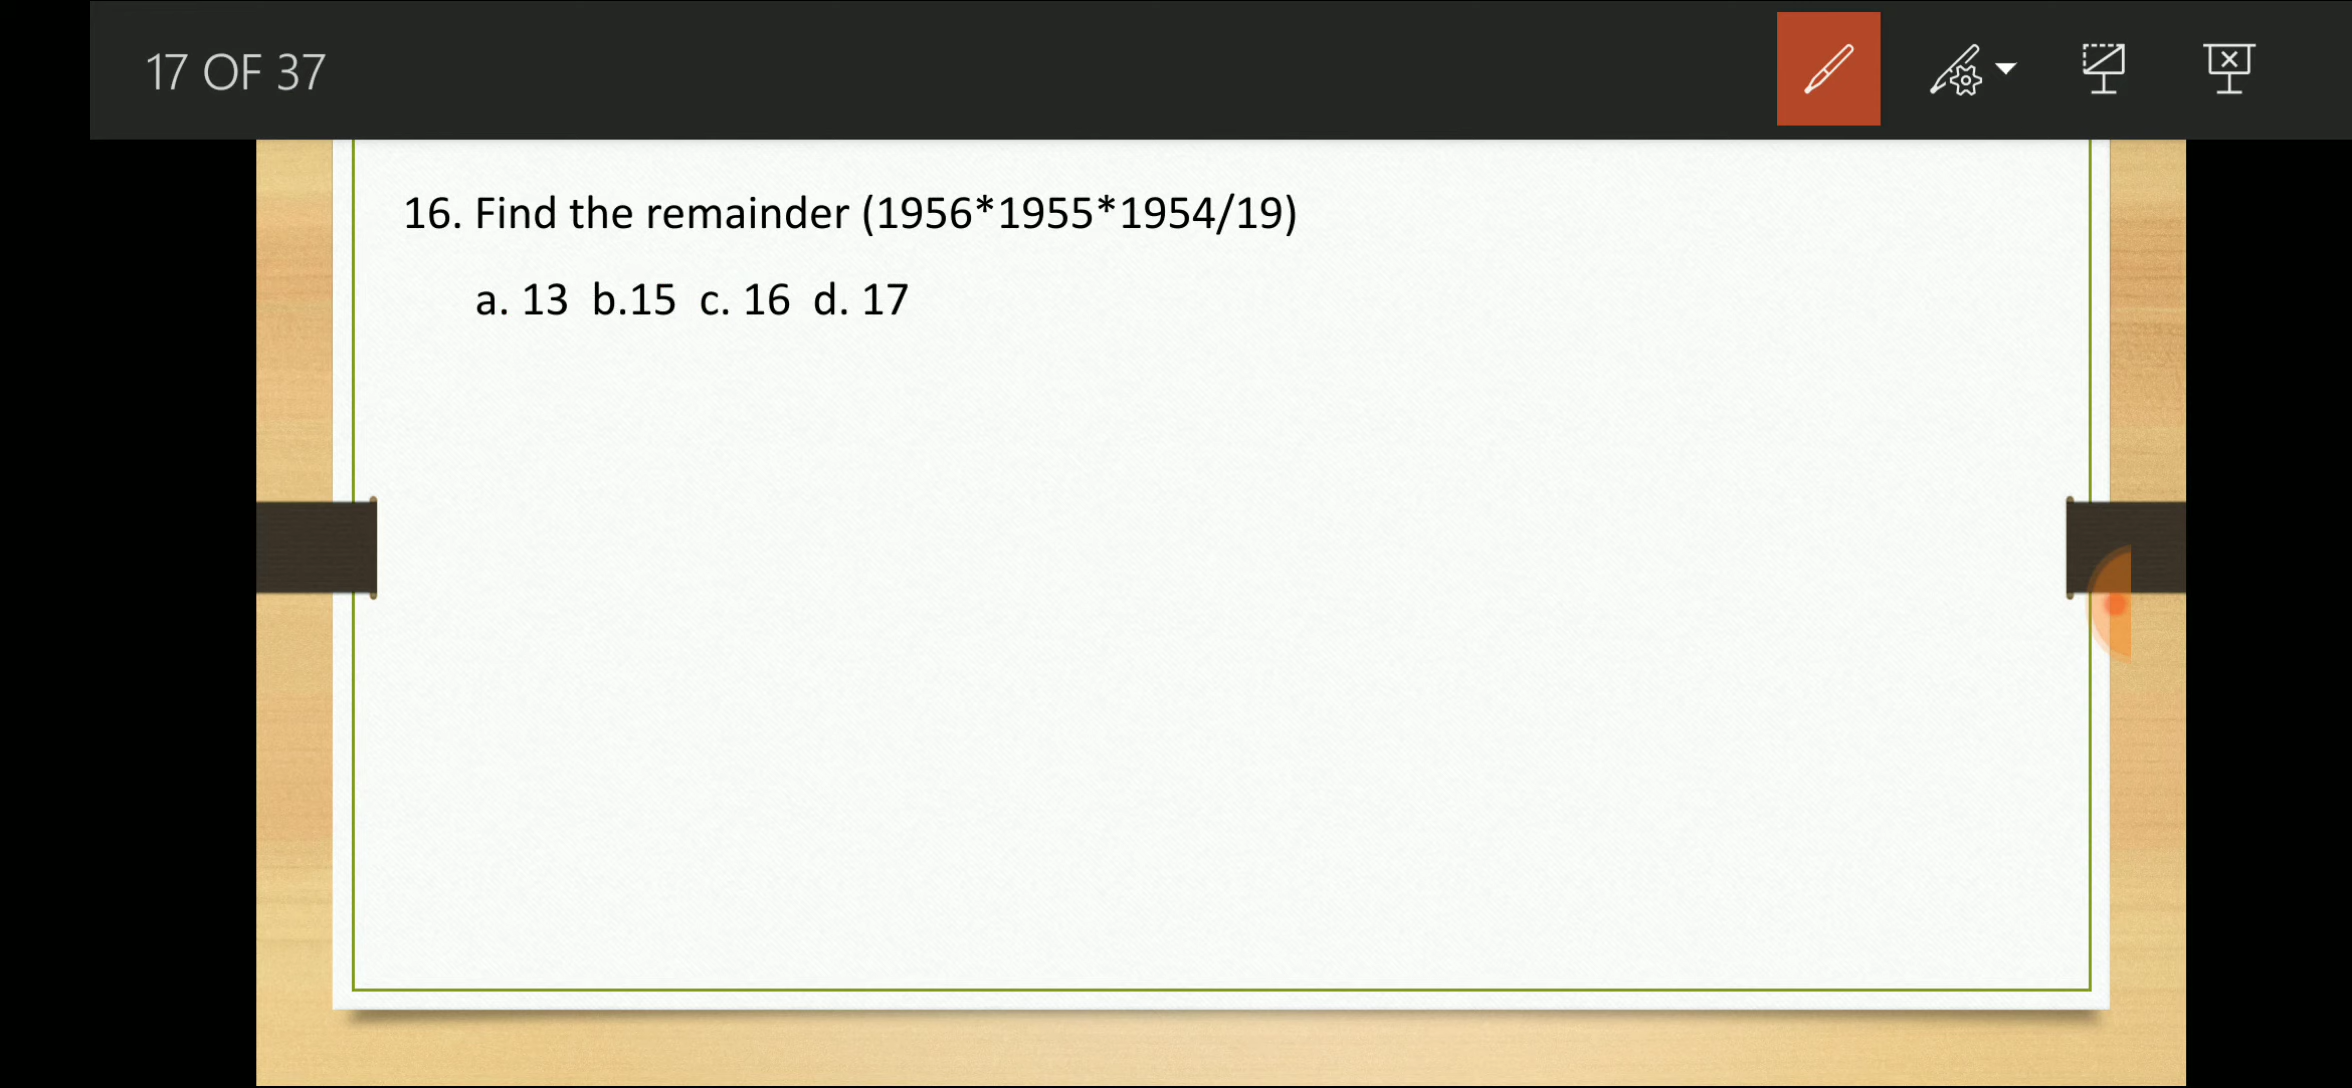 17 OF 37
16. Find the remainder (1956*1955*1954/19)
a. 13 b.15 c. 16 d. 17